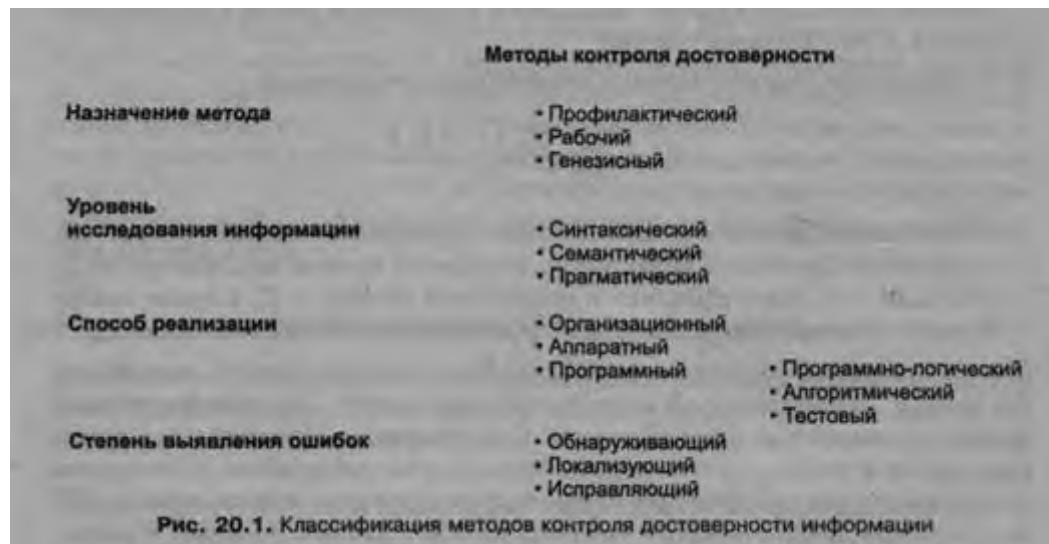 Методы контроля достоверности
Назначение метода • Профилактический
• Рабочий
• Генезисный
Уровень
исследования информации • Синтаксический
• Семантический
• Прагматический
Способ реализации • Организационный
• Аппаратный
• Программный • Программно-логический
• Алгоритмический
• Тестовый
Степень выявления ошибок • Обнаруживающий
• Локализующий
• Исправляющий
Рис. 20.1. Классификация методов контроля достоверности информации